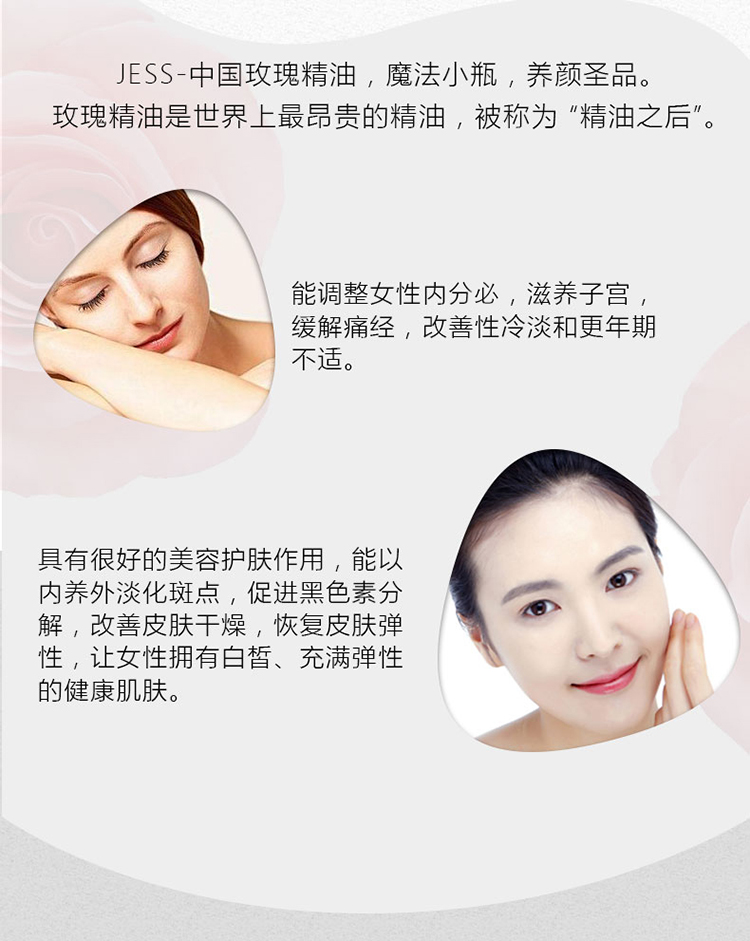 JESS-中国玫瑰精油，魔法小瓶，养颜圣品。
玫瑰精油是世界上最昂贵的精油，被称为“精油之后”。
能调整女性内分必，滋养子宫，
缓解痛经，改善性冷淡和更年期
不适。
具有很好的美容护肤作用，能以
内养外淡化斑点，促进黑色素分
解，改善皮肤干燥，恢复皮肤弹
性，让女性拥有白皙、充满弹性
的健康肌肤。